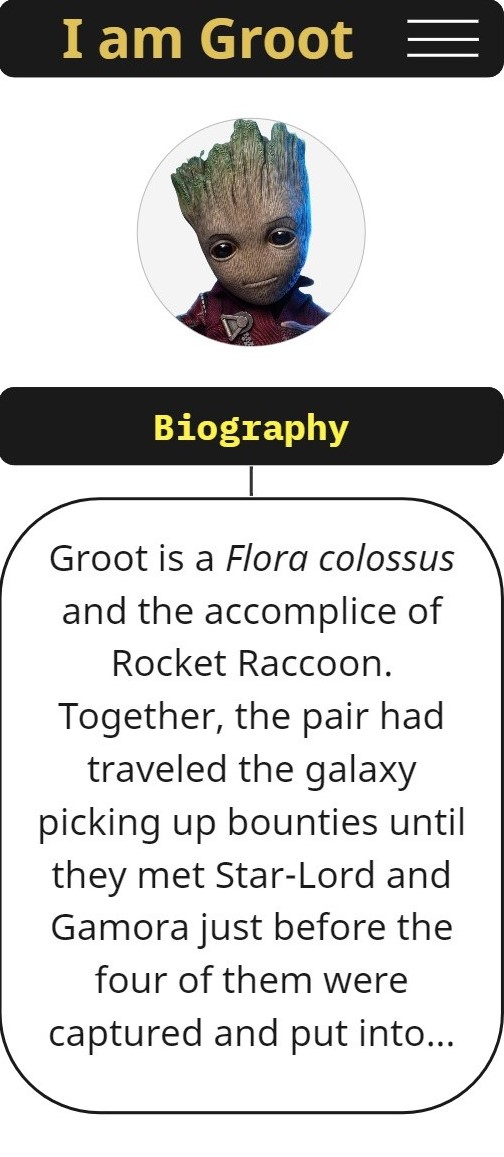 I am Groot
Biography
Groot is a Flora colossus
and the accomplice of
Rocket Raccoon.
Together, the pair had
traveled the galaxy
picking up bounties until
they met Star-Lord and
Gamora just before the
four of them were
captured and put into...